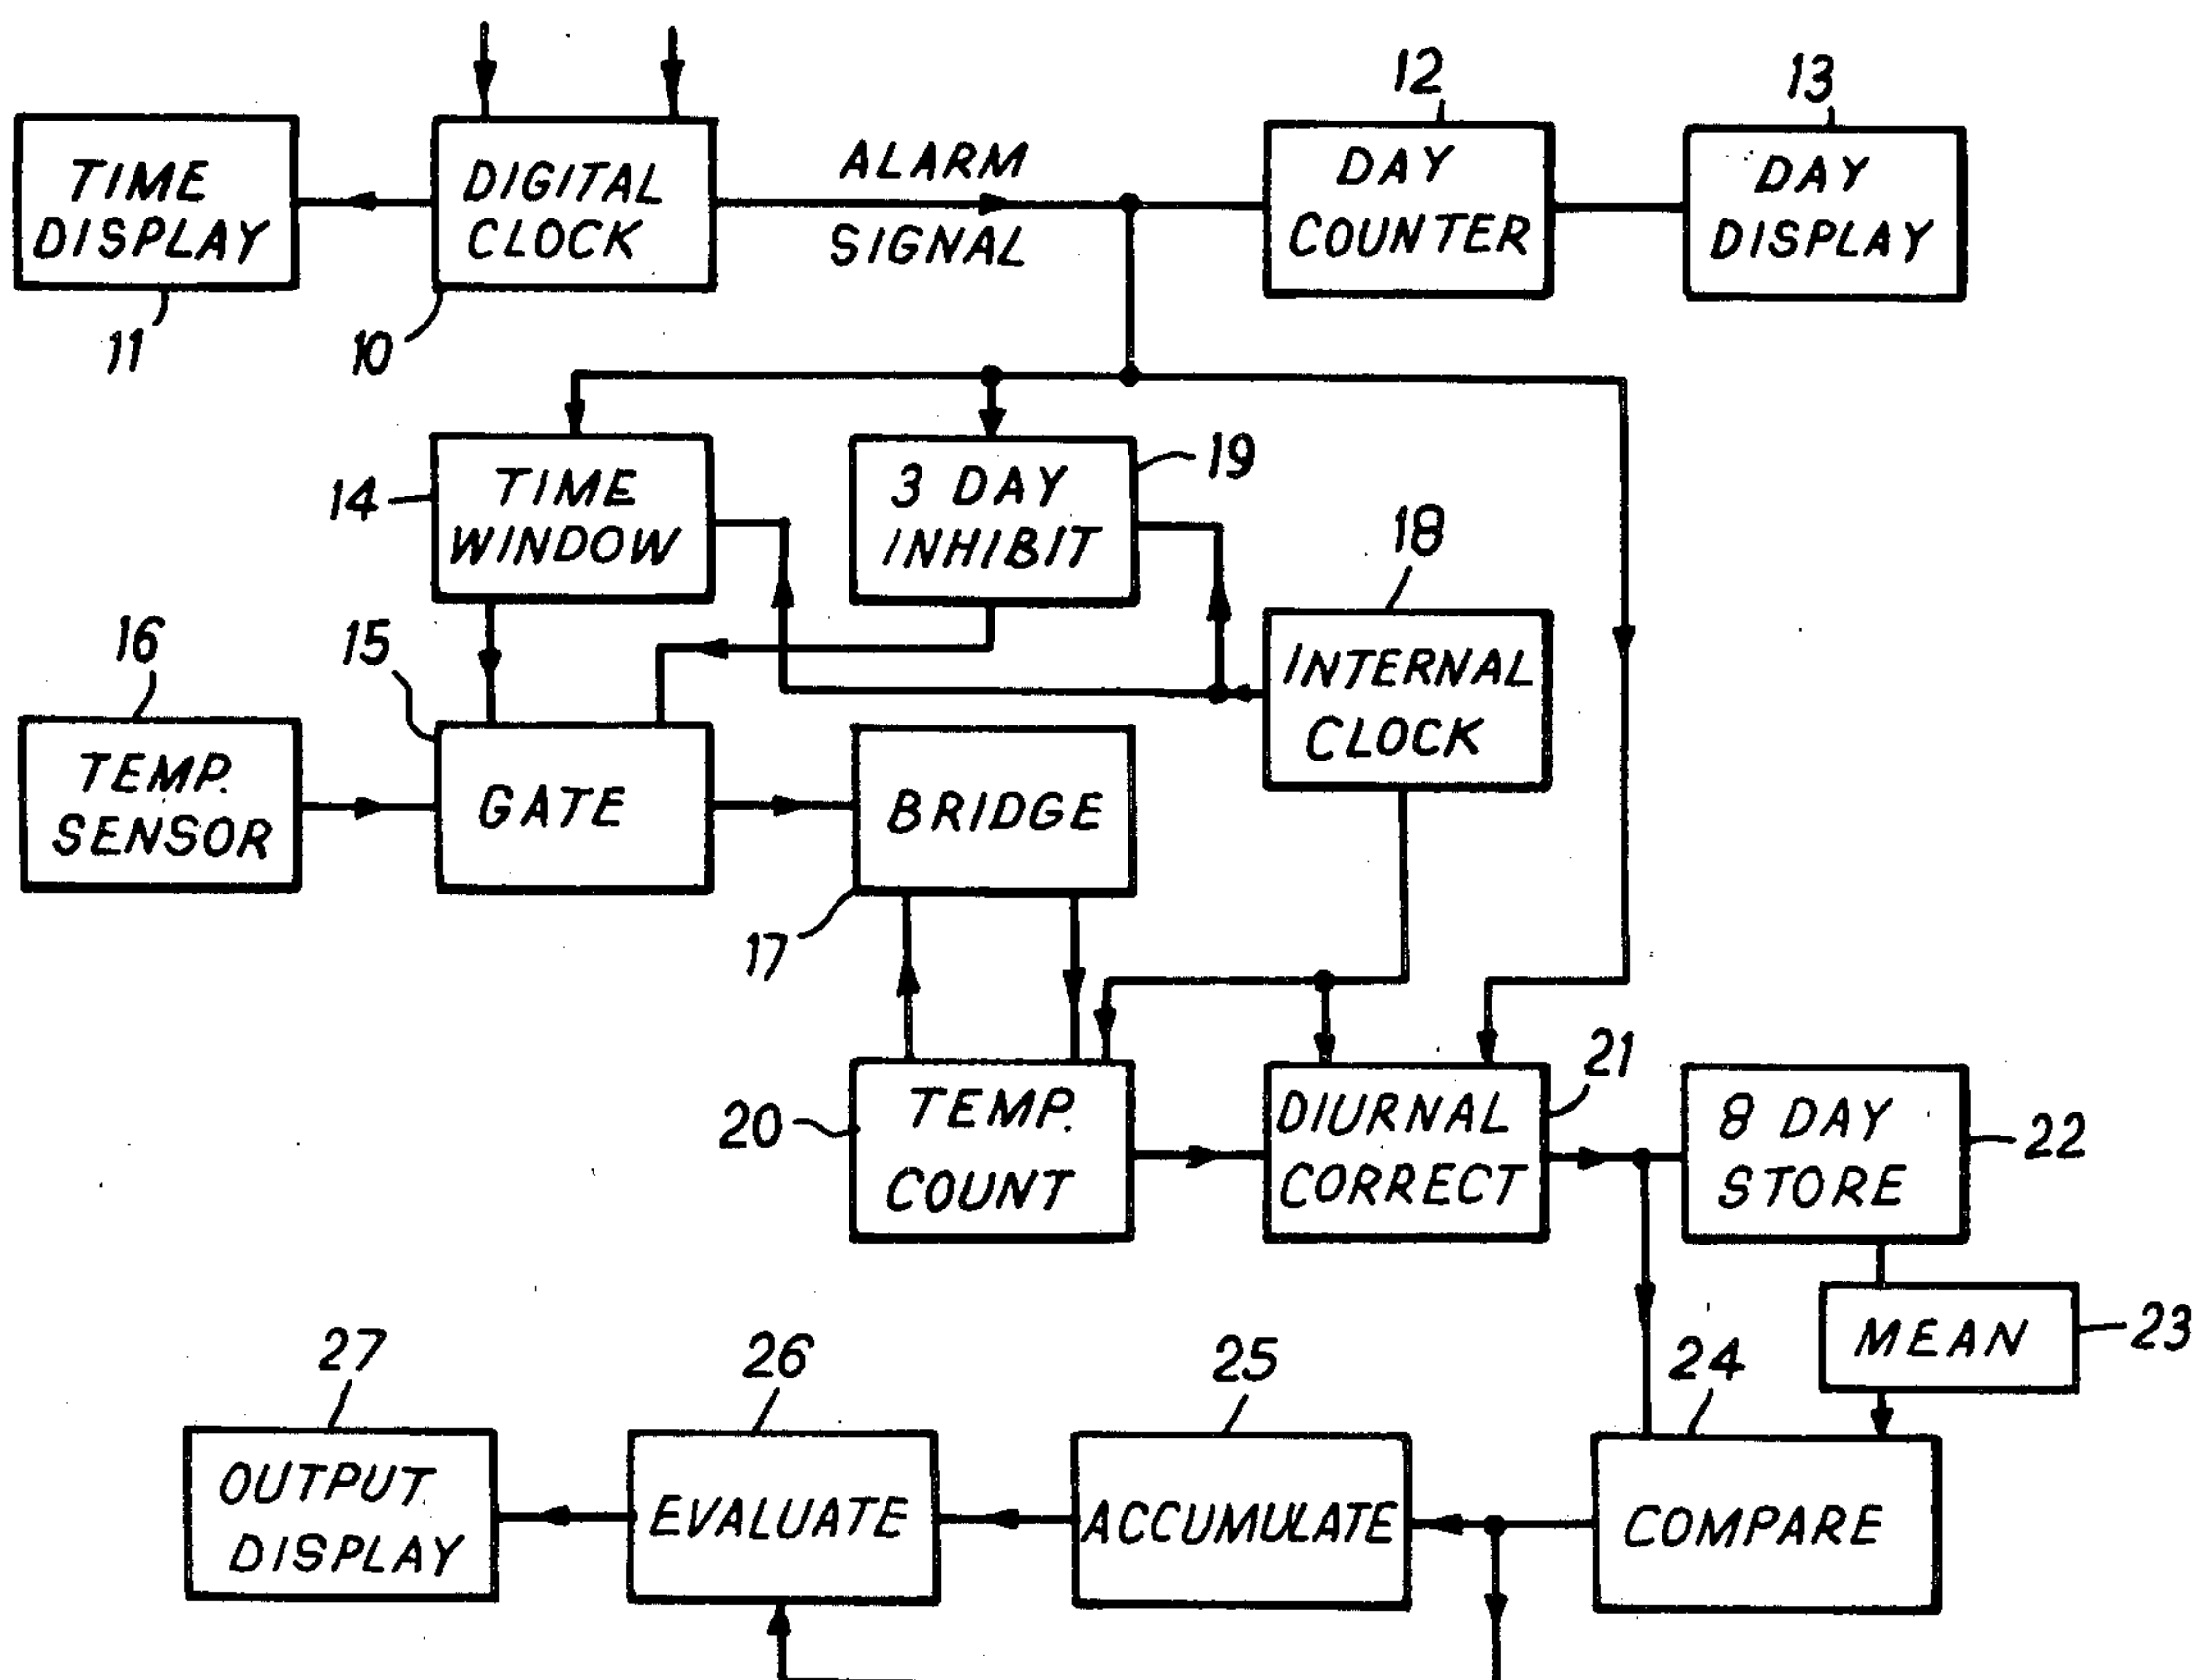 12
13
TIME
DISPLAY
DIGITAL
CLOCK
ALARM
SIGNAL
DAY
COUNTER
DAY
DISPLAY
11
10
TIME
WINDOW
14
3 DAY
INHIBIT
19
18
16
15
INTERNAL
CLOCK
TEMP.
SENSOR
GATE
BRIDGE
17
21
20
TEMP.
COUNT
DIURNAL
CORRECT
8 DAY
STORE
22
MEAN
23
27
26
25
24
OUTPUT
DISPLAY
EVALUATE
ACCUMULATE
COMPARE